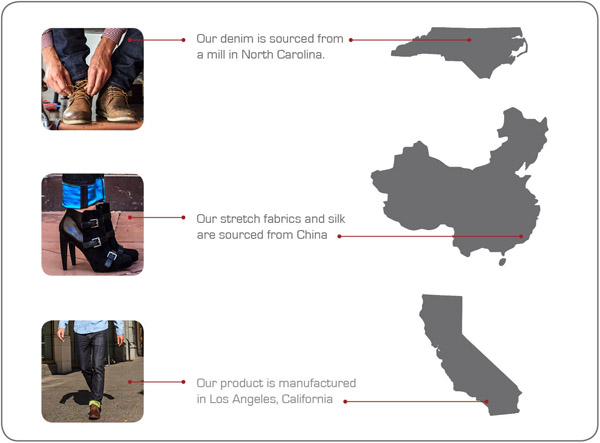 Our denim is sourced from
a mill in North Carolina.
Our stretch fabrics and silk
are sourced from China
Our product is manufactured
in Los Angeles, California